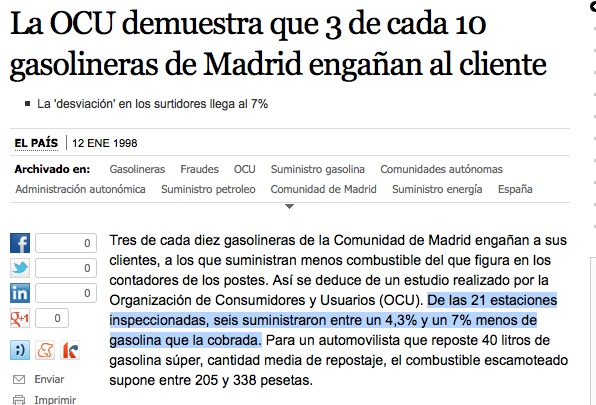 La OCU demuestra que 3 de cada 10
gasolineras de Madrid engañan al cliente
La 'desviación' en los surtidores llega al 7%
EL PAÍS | 12 ENE 1998
Archivado en: Gasolineras Fraudes OCU Suministro gasolina Comunidades autónomas
Administración autonómica Suministro petroleo Comunidad de Madrid Suministro energía España
Tres de cada diez gasolineras de la Comunidad de Madrid engañan a sus
clientes, a los que suministran menos combustible del que figura en los
contadores de los postes. Así se deduce de un estudio realizado por la
Organización de Consumidores y Usuarios (OCU). De las 21 estaciones
inspeccionadas, seis suministraron entre un 4,3% y un 7% menos de
gasolina que la cobrada. Para un automovilista que reposte 40 litros de
gasolina súper, cantidad media de repostaje, el combustible escamoteado
supone entre 205 y 338 pesetas.
f 0
0
in 0
g+1 0
;)
Enviar
Imprimir